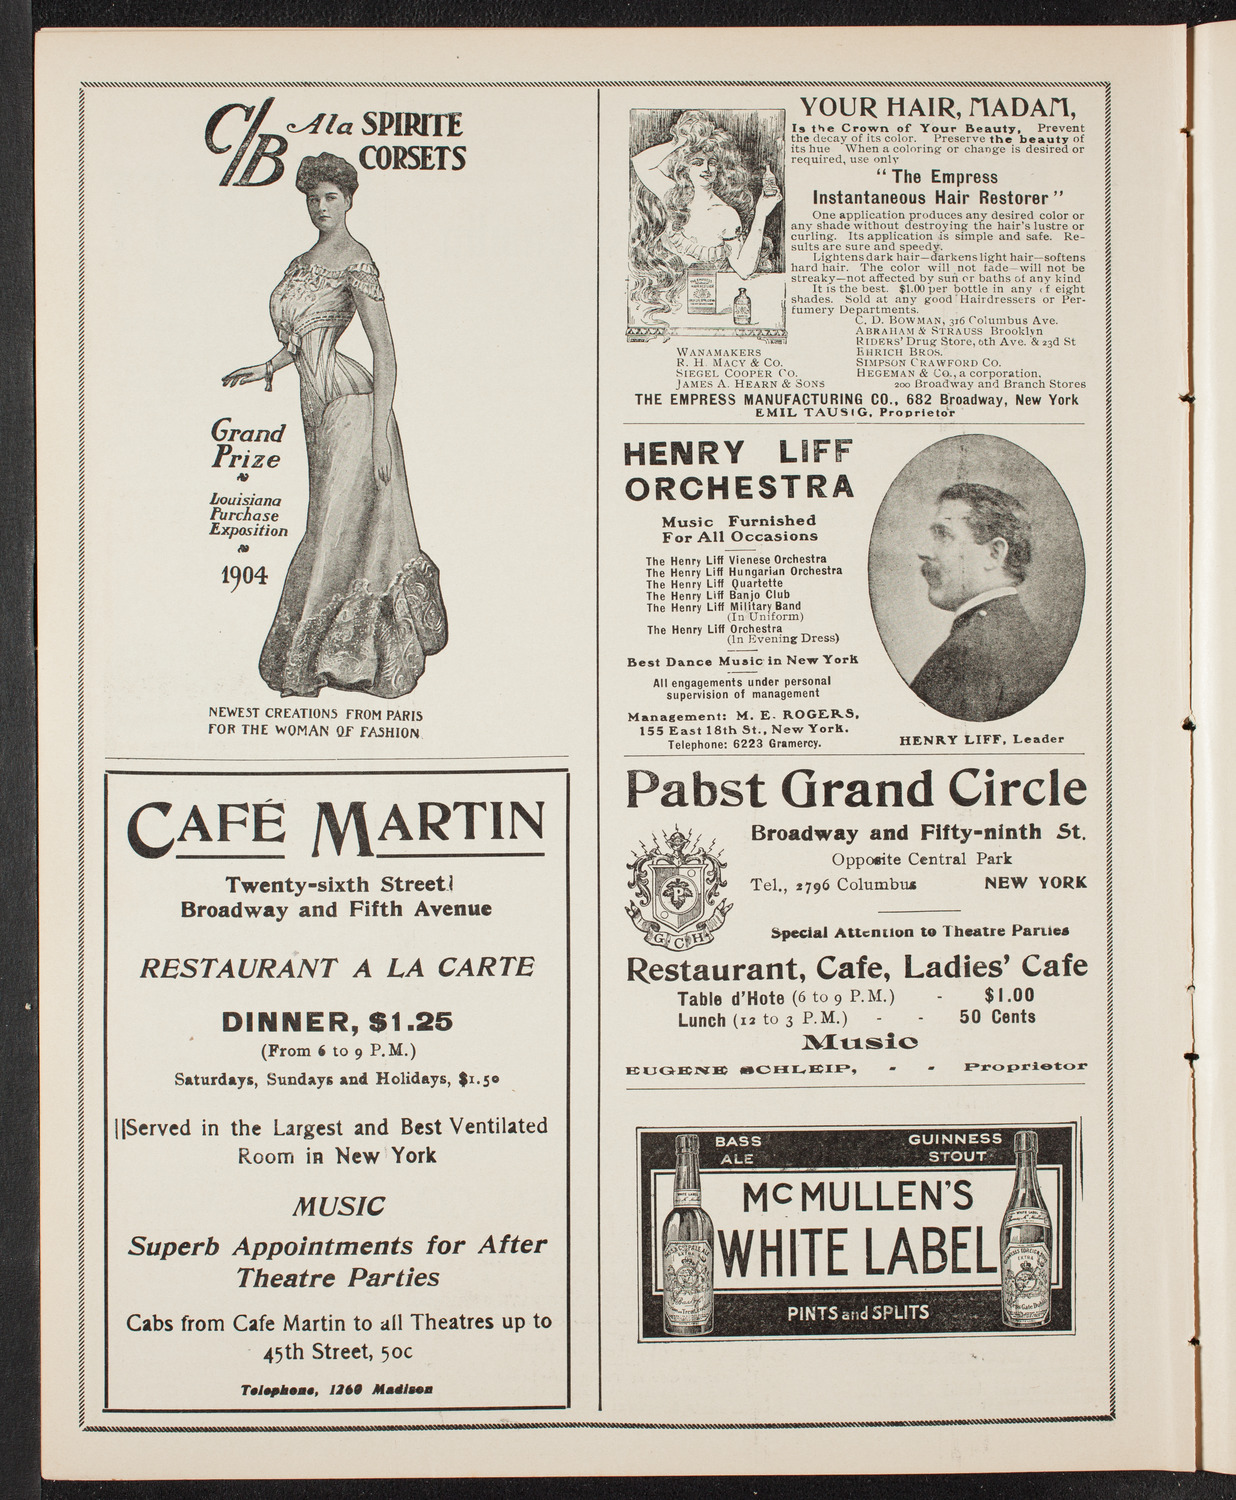 C/B Ala SPIRITE
CORSETS
Grand
Prize
Louisiana
Purchase
Exposition
1904
NEWEST CREATIONS FROM PARIS
FOR THE WOMAN OF FASHION
CAFÉ MARTIN
Twenty-sixth Street
Broadway and Fifth Avenue
RESTAURANT A LA CARTE
DINNER, $1.25
(From 6 to 9 P.M.)
Saturdays, Sundays and Holidays, $1.50
Served in the Largest and Best Ventilated
Room in New York
MUSIC
Superb Appointments for After
Theatre Parties
Cabs from Cafe Martin to all Theatres up to
45th Street, 50c
Telephone, 1260 Madison
YOUR HAIR, MADAM,
Is the Crown of Your Beauty, Prevent
the decay of its color. Preserve the beauty of
its hue When a coloring or change is desired or
required, use only
"The Empress
Instantaneous Hair Restorer"
One application produces any desired color or
any shade without destroying the hair's lustre or
curling. Its application is simple and safe. Re-
sults are sure and speedy.
Lightens dark hair—darkens light hair—softens
hard hair. The color will not fade—will not be
streaky—not affected by sun or baths of any kind
It is the best. $1.00 per bottle in any of eight
shades. Sold at any good Hairdressers or Per-
fumery Departments.
C. D. BOWMAN, 316 Columbus Ave.
ABRAHAM & STRAUSS Brooklyn
RIDERS' Drug Store, 6th Ave. & 23d St
WANAMAKERS EHRICH BROS.
R. H. MACY & CO. SIMPSON CRAWFORD CO.
SIEGEL COOPER CO. HEGEMAN & CO., a corporation,
JAMES A. HEARN & SONS 200 Broadway and Branch Stores
THE EMPRESS MANUFACTURING CO., 682 Broadway, New York
EMIL TAUSIG, Proprietor
HENRY LIFF
ORCHESTRA
Music Furnished
For All Occasions
The Henry Liff Vienese Orchestra
The Henry Liff Hungarian Orchestra
The Henry Liff Quartette
The Henry Liff Banjo Club
The Henry Liff Military Band
(In Uniform)
The Henry Liff Orchestra
(In Evening Dress)
Best Dance Music in New York
All engagements under personal
supervision of management
Management: M. E. ROGERS,
155 East 18th St., New York.
Telephone: 6223 Gramercy.
HENRY LIFF, Leader
Pabst Grand Circle
Broadway and Fifty-ninth St.
Opposite Central Park
Tel., 2796 Columbus NEW YORK
P
G C H
Special Attention to Theatre Parties
Restaurant, Cafe, Ladies' Cafe
Table d'Hote (6 to 9 P.M.) - $1.00
Lunch (12 to 3 P.M.) - - 50 Cents
Music
EUGENE SCHLEIP, - - Proprietor
BASS
ALE
GUINNESS
STOUT
McMULLEN'S
WHITE LABEL
PINTS and SPLITS